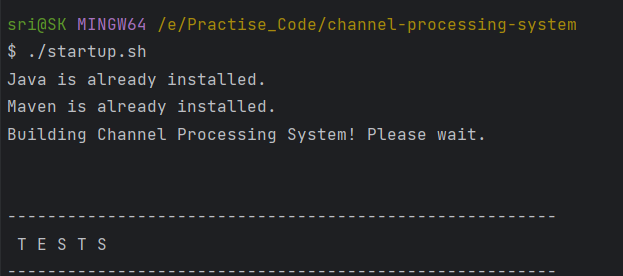 sri@SK MINGW64 /e/Practise_Code/channel-processing-system
$ ./startup.sh
Java is already installed.
Maven is already installed.
Building Channel Processing System! Please wait.
-------------------------------------------------------
 T E S T S
-------------------------------------------------------